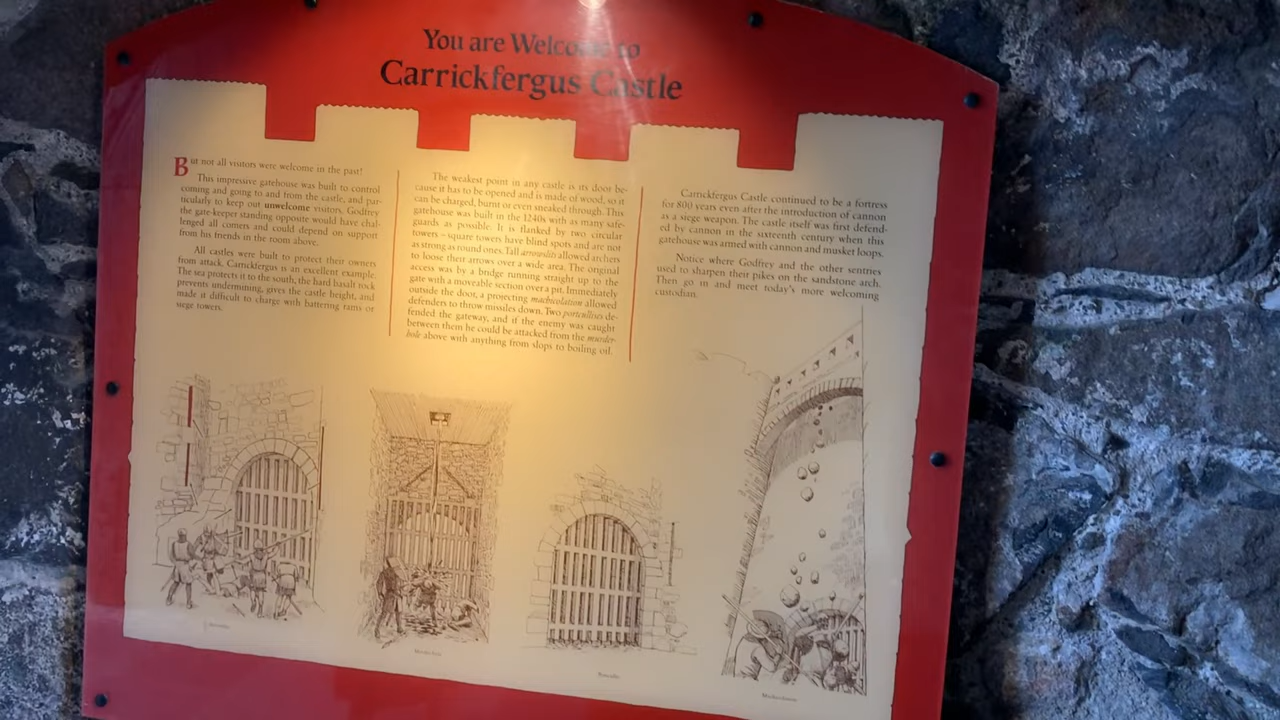 You are Welcome to
Carrickfergus Castle
But not all visitors were welcome in the past!
This impressive gatehouse was built to control
coming and going to and from the castle, and par-
ticularly to keep out unwelcome visitors. Godfrey
the gate-keeper standing opposite would have chal-
lenged all comers and could depend on support
from his friends in the room above.
All castles were built to protect their owners
from attack. Carrickfergus is an excellent example.
The sea protects it to the south, the hard basalt rock
prevents undermining, gives the castle height, and
made it difficult to charge with battering rams or
siege towers.
The weakest point in any castle is its door be-
cause it has to be opened and is made of wood, so it
can be charged, burnt or even sneaked through. This
gatehouse was built in the 1240s with as many safe-
guards as possible. It is flanked by two circular
towers – square towers have blind spots and are not
as strong as round ones. Tall arrowslits allowed archers
to loose their arrows over a wide area. The original
access was by a bridge running straight up to the
gate with a moveable section over a pit. Immediately
outside the door, a projecting machicolation allowed
defenders to throw missiles down. Two portcullises de-
fended the gateway, and if the enemy was caught
between them he could be attacked from the murder-
hole above with anything from slops to boiling oil.
Carrickfergus Castle continued to be a fortress
for 800 years even after the introduction of cannon
as a siege weapon. The castle itself was first defend-
ed by cannon in the sixteenth century when this
gatehouse was armed with cannon and musket loops.
Notice where Godfrey and the other sentries
used to sharpen their pikes on the sandstone arch.
Then go in and meet today's more welcoming
custodian.
Murder-hole
Portcullis
Machicolation